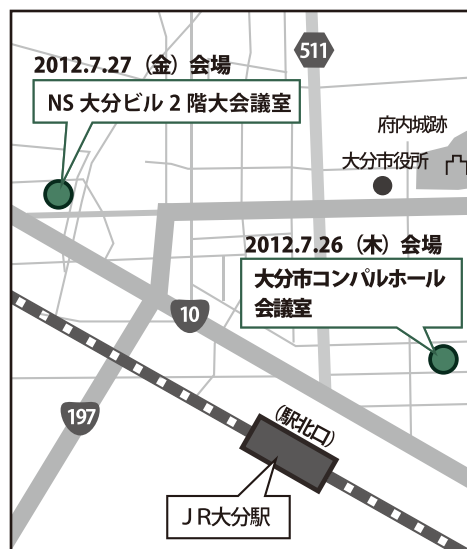 511
2012.7.27（金）会場
NS 大分ビル 2 階大会議室
府内城跡
大分市役所
2012.7.26（木）会場
大分市コンパルホール
会議室
10
197
（駅北口）
ＪＲ大分駅